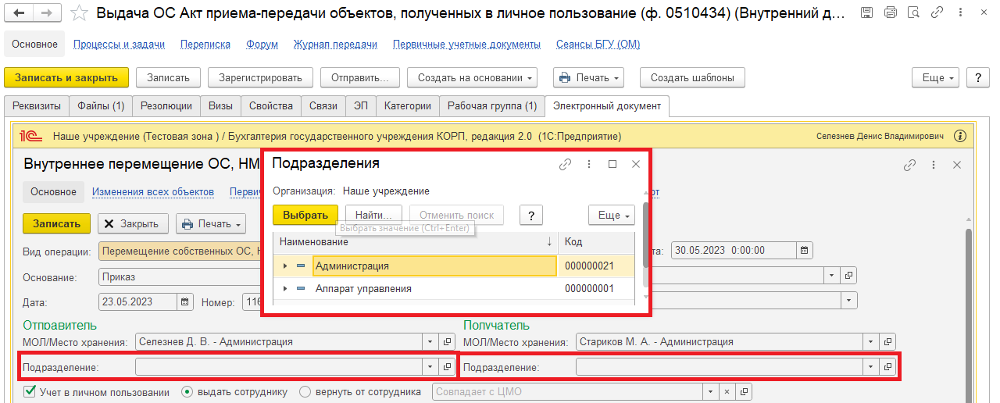 Выдача ОС Акт приема-передачи объектов, полученных в личное пользование (ф. 0510434) (Внутренний д...
Основное Процессы и задачи Переписка Форум Журнал передачи Первичные учетные документы Сеансы БГУ (ОМ)
Записать и закрыть Записать Зарегистрировать Отправить... Создать на основании Печать Создать шаблоны Еще ?
Реквизиты Файлы (1) Резолюции Визы Свойства Связи ЭП Категории Рабочая группа (1) Электронный документ
1С Наше учреждение (Тестовая зона ) / Бухгалтерия государственного учреждения КОРП, редакция 2.0 (1С:Предприятие) Селезнев Денис Владимирович
Внутреннее перемещение ОС, НМ
Основное Изменения всех объектов Первич рт
Записать Закрыть Печать
Вид операции: Перемещение собственных ОС, Н та: 30.05.2023 0:00:00
Основание: Приказ
Дата: 23.05.2023 Номер: 116
Подразделения
Организация: Наше учреждение
Выбрать Найти... Отменить поиск ? Еще
Выбрать значение (Ctrl+Enter)
Наименование ↓ Код
Администрация 000000021
Аппарат управления 000000001
Отправитель Получатель
МОЛ/Место хранения: Селезнев Д. В. - Администрация МОЛ/Место хранения: Стариков М. А. - Администрация
Подразделение: Подразделение:
Учет в личном пользовании выдать сотруднику вернуть от сотрудника Совпадает с ЦМО